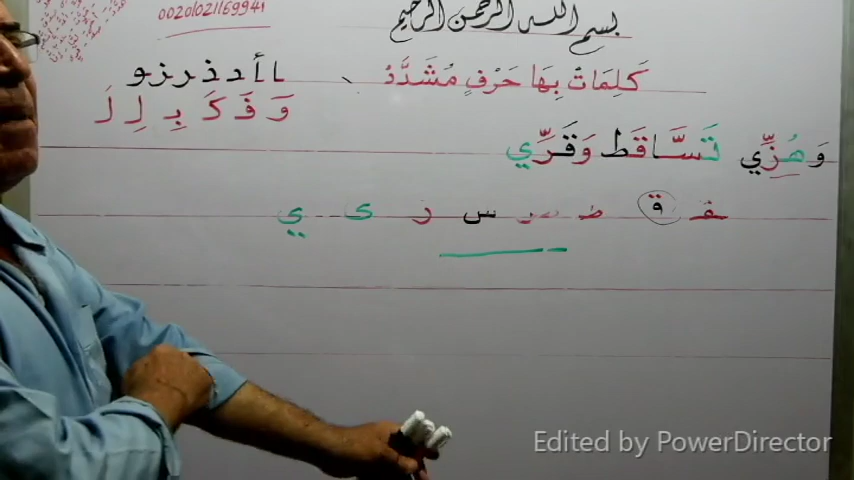 00201021169941
بسم الله الرحمن الرحيم
كَلِمَاتٌ بِهَا حَرْفٍ مُشَدَّدُ
ا أ د ذ ر ز و
وَ فَ كَ بِ لِ لَ
وَهُزِّي تَسَّاقَط وَقَرِّي
ق ط س ر ى ي
Edited by PowerDirector